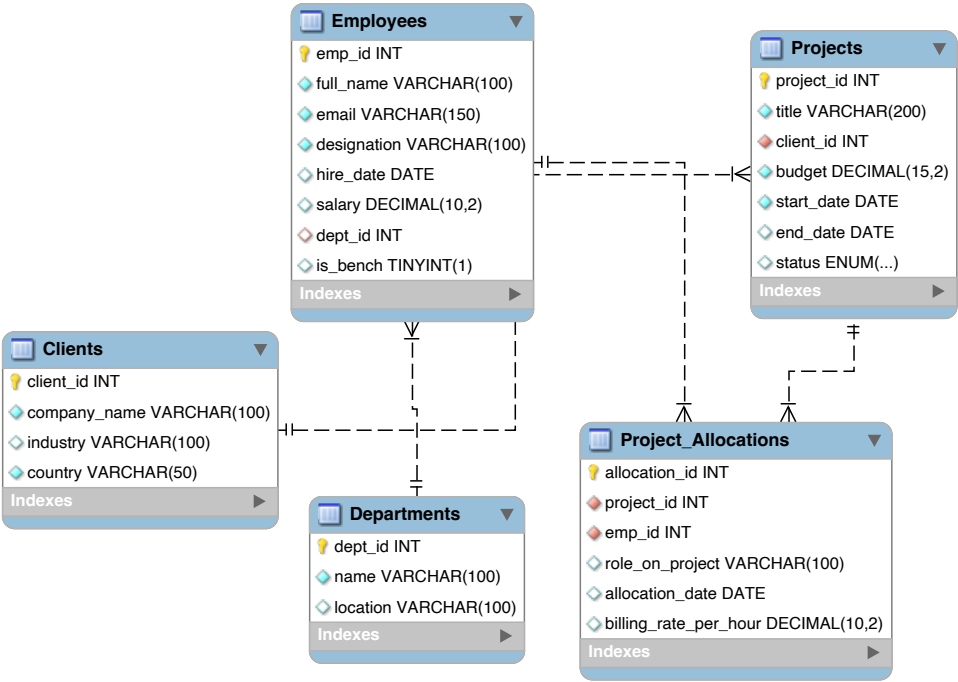 Employees
emp_id INT
full_name VARCHAR(100)
email VARCHAR(150)
designation VARCHAR(100)
hire_date DATE
salary DECIMAL(10,2)
dept_id INT
is_bench TINYINT(1)
Indexes
Projects
project_id INT
title VARCHAR(200)
client_id INT
budget DECIMAL(15,2)
start_date DATE
end_date DATE
status ENUM(...)
Indexes
Clients
client_id INT
company_name VARCHAR(100)
industry VARCHAR(100)
country VARCHAR(50)
Indexes
Departments
dept_id INT
name VARCHAR(100)
location VARCHAR(100)
Indexes
Project_Allocations
allocation_id INT
project_id INT
emp_id INT
role_on_project VARCHAR(100)
allocation_date DATE
billing_rate_per_hour DECIMAL(10,2)
Indexes